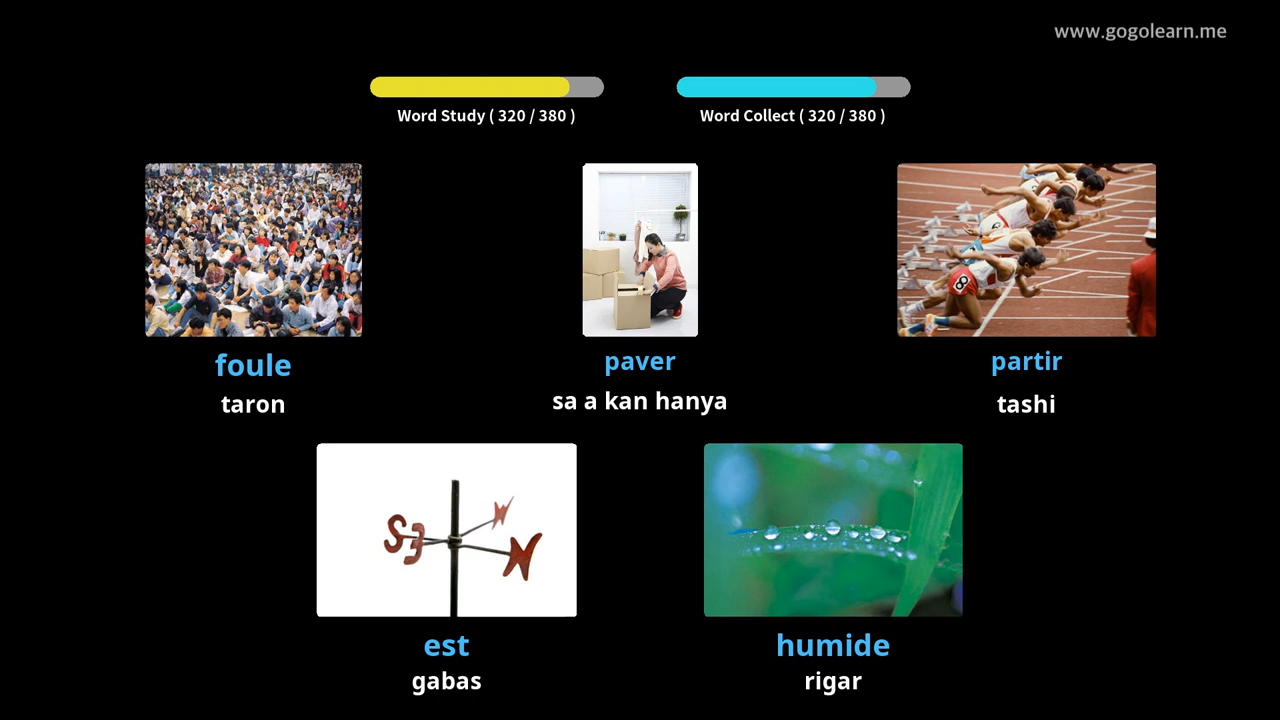 www.gogolearn.me
Word Study ( 320 / 380 )
Word Collect ( 320 / 380 )
foule
taron
paver
sa a kan hanya
partir
tashi
S E N
est
gabas
humide
rigar